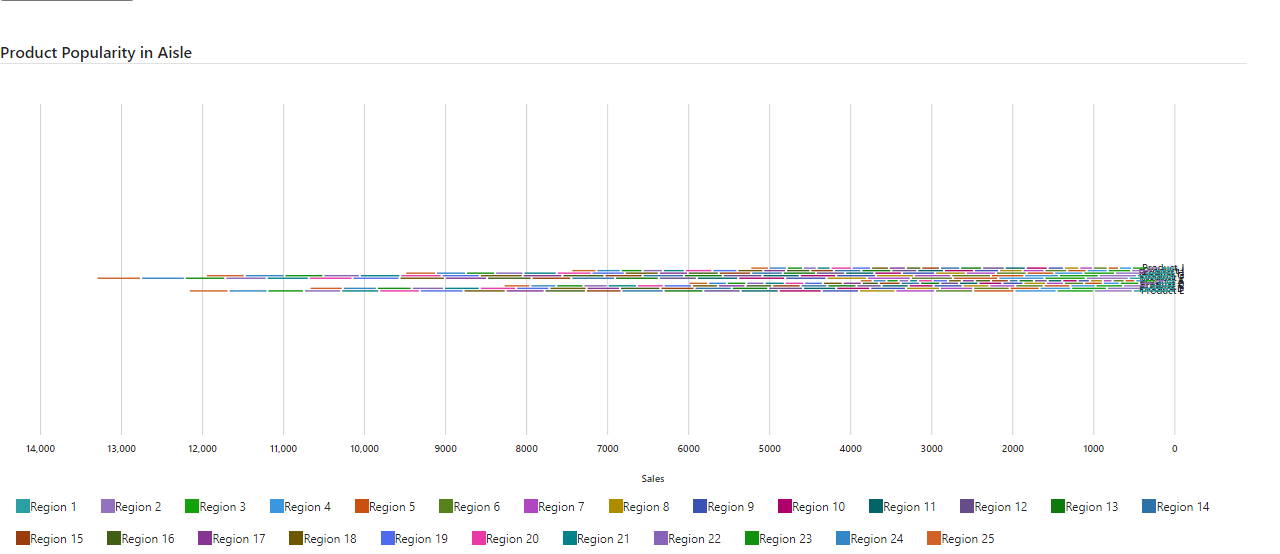 Product Popularity in Aisle
14,000 13,000 12,000 11,000 10,000 9000 8000 7000 6000 5000 4000 3000 2000 1000 0
Sales
Region 1 Region 2 Region 3 Region 4 Region 5 Region 6 Region 7 Region 8 Region 9 Region 10 Region 11 Region 12 Region 13 Region 14
Region 15 Region 16 Region 17 Region 18 Region 19 Region 20 Region 21 Region 22 Region 23 Region 24 Region 25